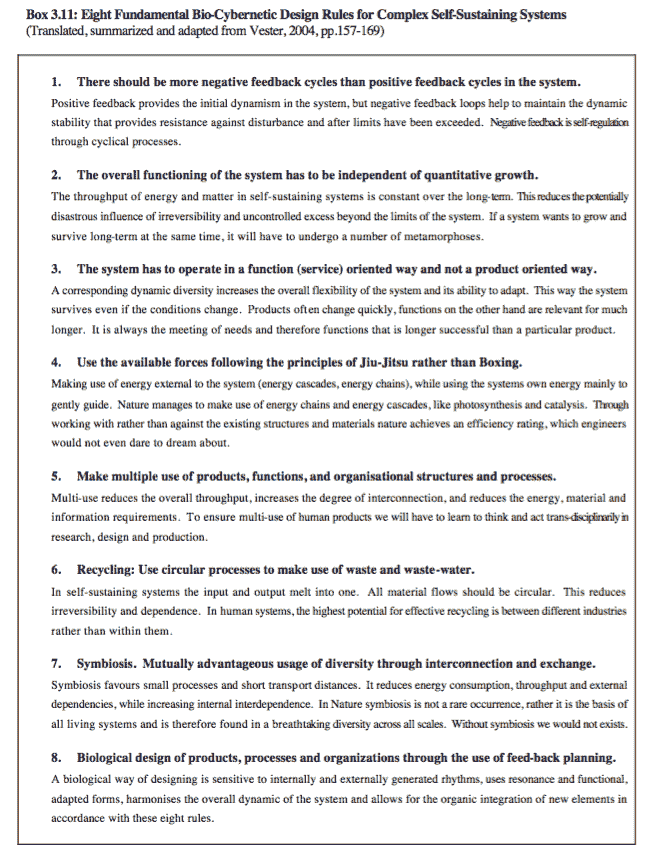 Box 3.11: Eight Fundamental Bio-Cybernetic Design Rules for Complex Self-Sustaining Systems
(Translated, summarized and adapted from Vester, 2004, pp.157-169)
1. There should be more negative feedback cycles than positive feedback cycles in the system.
Positive feedback provides the initial dynamism in the system, but negative feedback loops help to maintain the dynamic
stability that provides resistance against disturbance and after limits have been exceeded. Negative feedback is self-regulation
through cyclical processes.
2. The overall functioning of the system has to be independent of quantitative growth.
The throughput of energy and matter in self-sustaining systems is constant over the long-term. This reduces the potentially
disastrous influence of irreversibility and uncontrolled excess beyond the limits of the system. If a system wants to grow and
survive long-term at the same time, it will have to undergo a number of metamorphoses.
3. The system has to operate in a function (service) oriented way and not a product oriented way.
A corresponding dynamic diversity increases the overall flexibility of the system and its ability to adapt. This way the system
survives even if the conditions change. Products often change quickly, functions on the other hand are relevant for much
longer. It is always the meeting of needs and therefore functions that is longer successful than a particular product.
4. Use the available forces following the principles of Jiu-Jitsu rather than Boxing.
Making use of energy external to the system (energy cascades, energy chains), while using the systems own energy mainly to
gently guide. Nature manages to make use of energy chains and energy cascades, like photosynthesis and catalysis. Through
working with rather than against the existing structures and materials nature achieves an efficiency rating, which engineers
would not even dare to dream about.
5. Make multiple use of products, functions, and organisational structures and processes.
Multi-use reduces the overall throughput, increases the degree of interconnection, and reduces the energy, material and
information requirements. To ensure multi-use of human products we will have to learn to think and act trans-disciplinarily in
research, design and production.
6. Recycling: Use circular processes to make use of waste and waste-water.
In self-sustaining systems the input and output melt into one. All material flows should be circular. This reduces
irreversibility and dependence. In human systems, the highest potential for effective recycling is between different industries
rather than within them.
7. Symbiosis. Mutually advantageous usage of diversity through interconnection and exchange.
Symbiosis favours small processes and short transport distances. It reduces energy consumption, throughput and external
dependencies, while increasing internal interdependence. In Nature symbiosis is not a rare occurrence, rather it is the basis of
all living systems and is therefore found in a breathtaking diversity across all scales. Without symbiosis we would not exists.
8. Biological design of products, processes and organizations through the use of feed-back planning.
A biological way of designing is sensitive to internally and externally generated rhythms, uses resonance and functional,
adapted forms, harmonises the overall dynamic of the system and allows for the organic integration of new elements in
accordance with these eight rules.